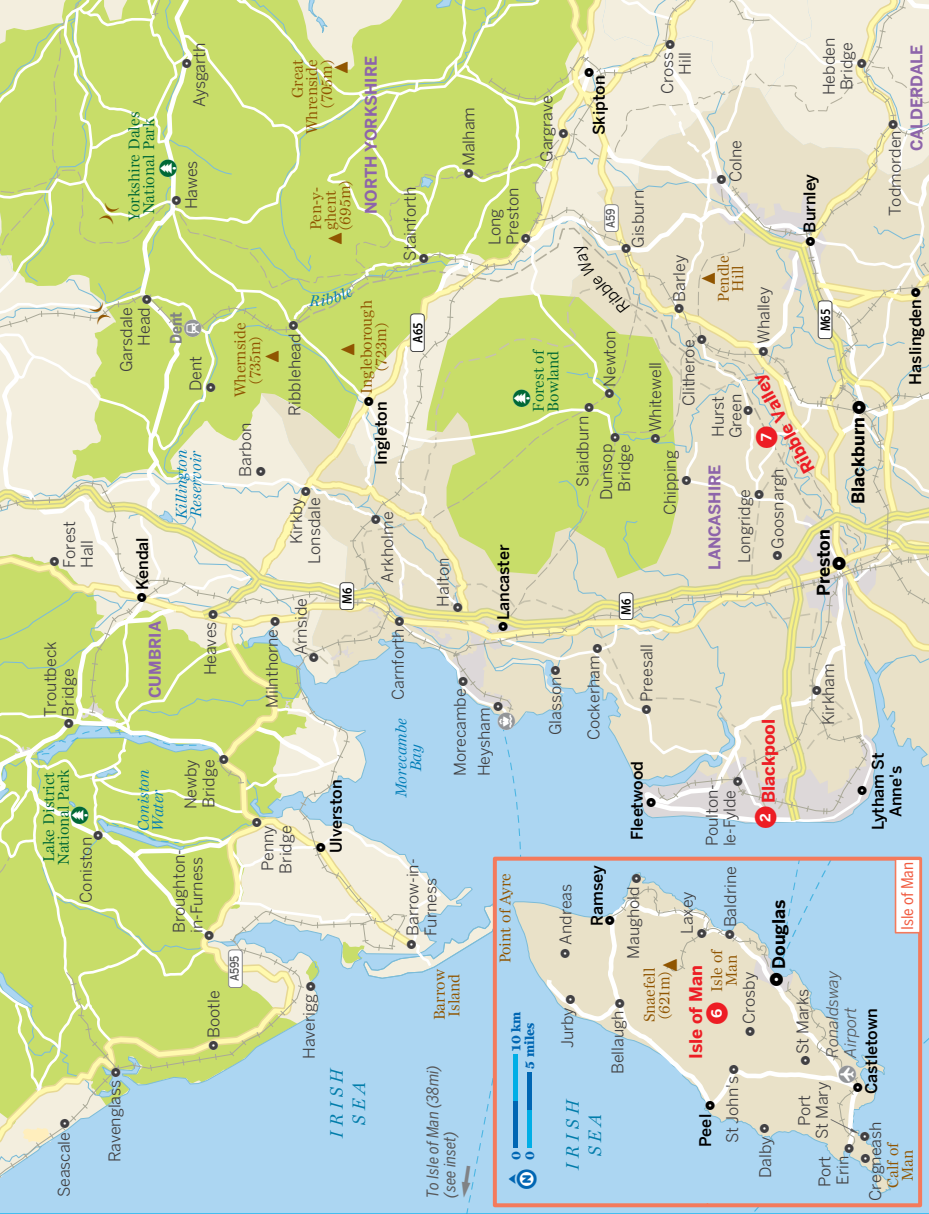 Aysgarth
Great
Whrenside
(705m)
Yorkshire Dales
National Park
Hawes
NORTH YORKSHIRE
Pen-y-
ghent
(695m)
Malham
Gargrave
Skipton
Cross
Hill
Hebden
Bridge
CALDERDALE
Todmorden
Colne
Burnley
Stainforth
Long
Preston
A59
Gisburn
Ribble Way
Barley
Pendle
Hill
Whalley
M65
Haslingden
Garsdale
Head
Dent
Dent
Ribble
Whernside
(735m)
Ribblehead
Ingleborough
(723m)
A65
Ingleton
Forest of
Bowland
Newton
Slaidburn
Dunsop
Bridge
Whitewell
Clitheroe
Hurst
Green
7
Ribble Valley
Blackburn
Chipping
LANCASHIRE
Longridge
Goosnargh
Preston
Barbon
Killington
Reservoir
Kirkby
Lonsdale
Arkholme
Halton
Lancaster
M6
M6
Forest
Hall
Kendal
CUMBRIA
Heaves
Milnthorpe
Arnside
Carnforth
Morecambe
Heysham
Glasson
Cockerham
Preesall
Kirkham
Troutbeck
Bridge
Lake District
National Park
Coniston
Coniston
Water
Newby
Bridge
Morecambe
Bay
Penny
Bridge
Ulverston
Broughton-
in-Furness
Barrow-in-
Furness
Barrow
Island
A595
Bootle
Haverigg
Ravenglass
Seascale
IRISH
SEA
To Isle of Man (38mi)
(see inset)
Fleetwood
Poulton-
le-Fylde
2 Blackpool
Lytham St
Anne's
Point of Ayre
Andreas
Ramsey
Maughold
Jurby
Bellaugh
Snaefell
(621m)
Laxey
Baldrine
Isle of Man
6
Isle of
Man
Crosby
Douglas
Peel
St John's
Dalby
St Marks
Ronaldsway
Airport
Castletown
Port
St Mary
Port
Erin
Cregneash
Calf of
Man
IRISH
SEA
N
0 10 km
0 5 miles
Isle of Man